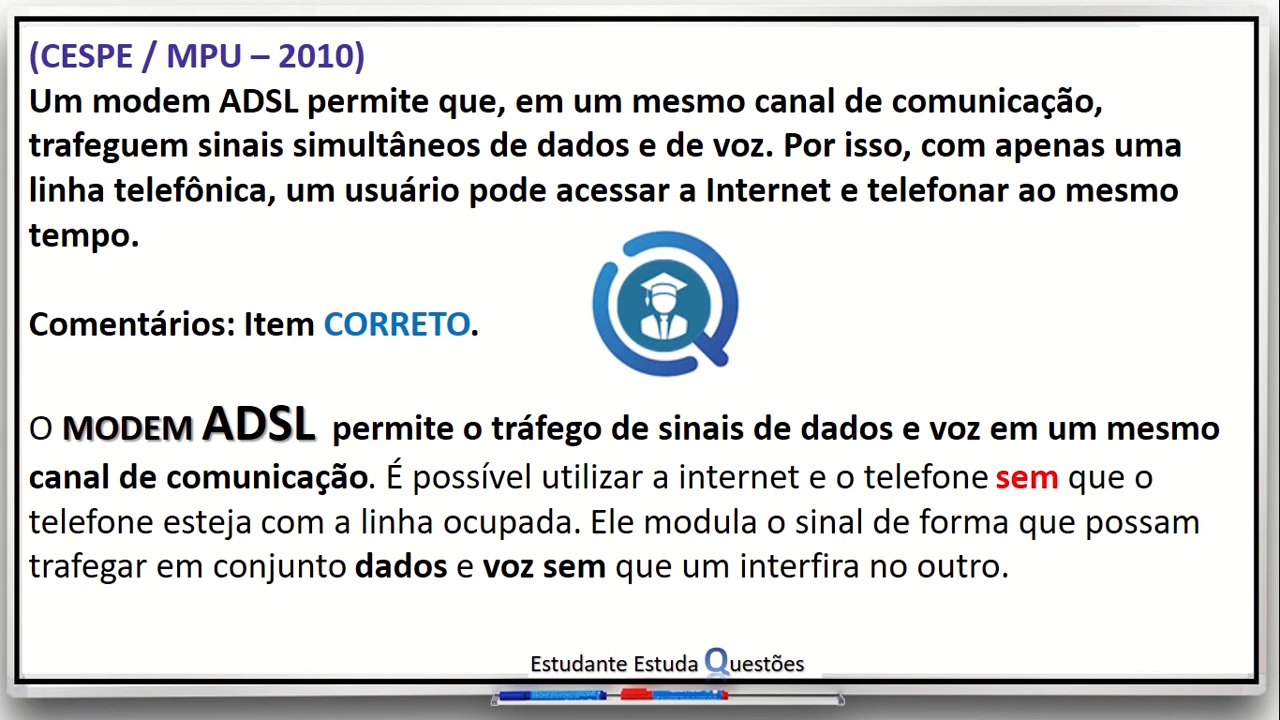 (CESPE / MPU – 2010)
Um modem ADSL permite que, em um mesmo canal de comunicação,
trafeguem sinais simultâneos de dados e de voz. Por isso, com apenas uma
linha telefônica, um usuário pode acessar a Internet e telefonar ao mesmo
tempo.
Comentários: Item CORRETO.
O MODEM ADSL permite o tráfego de sinais de dados e voz em um mesmo
canal de comunicação. É possível utilizar a internet e o telefone sem que o
telefone esteja com a linha ocupada. Ele modula o sinal de forma que possam
trafegar em conjunto dados e voz sem que um interfira no outro.
Estudante Estuda Questões